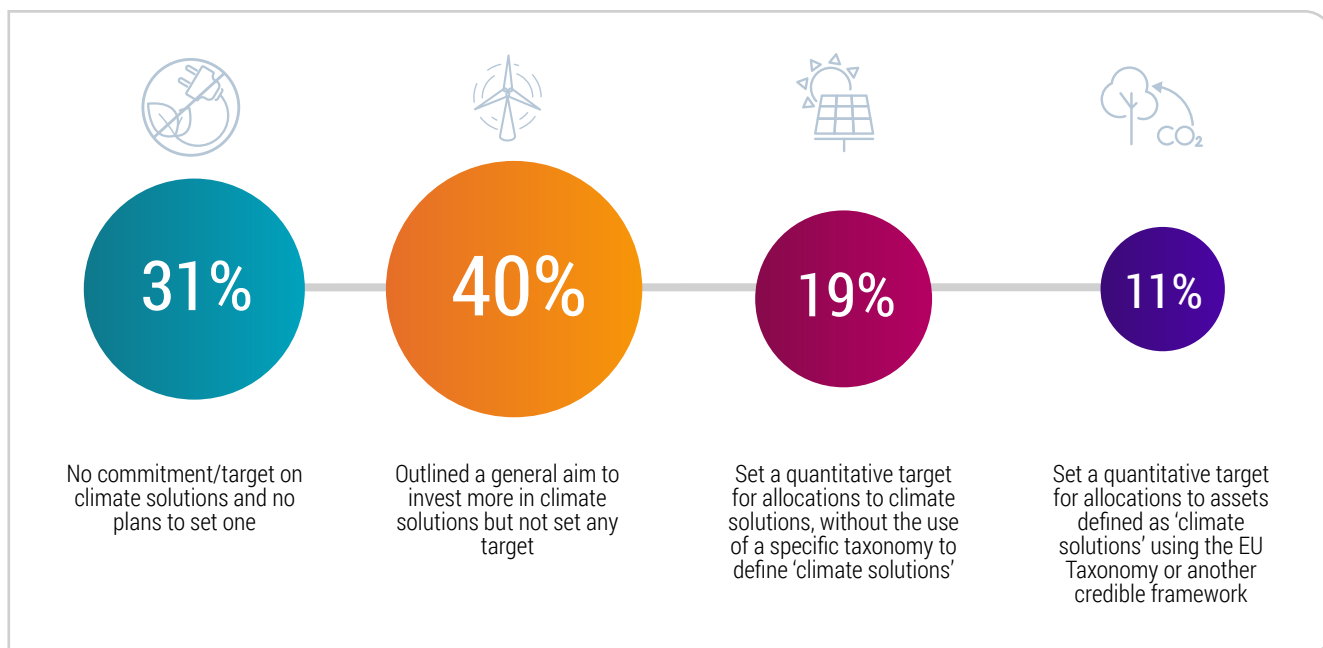 CO₂
31%
40%
19%
11%
No commitment/target on
climate solutions and no
plans to set one
Outlined a general aim to
invest more in climate
solutions but not set any
target
Set a quantitative target
for allocations to climate
solutions, without the use
of a specific taxonomy to
define ‘climate solutions’
Set a quantitative target
for allocations to assets
defined as ‘climate
solutions’ using the EU
Taxonomy or another
credible framework